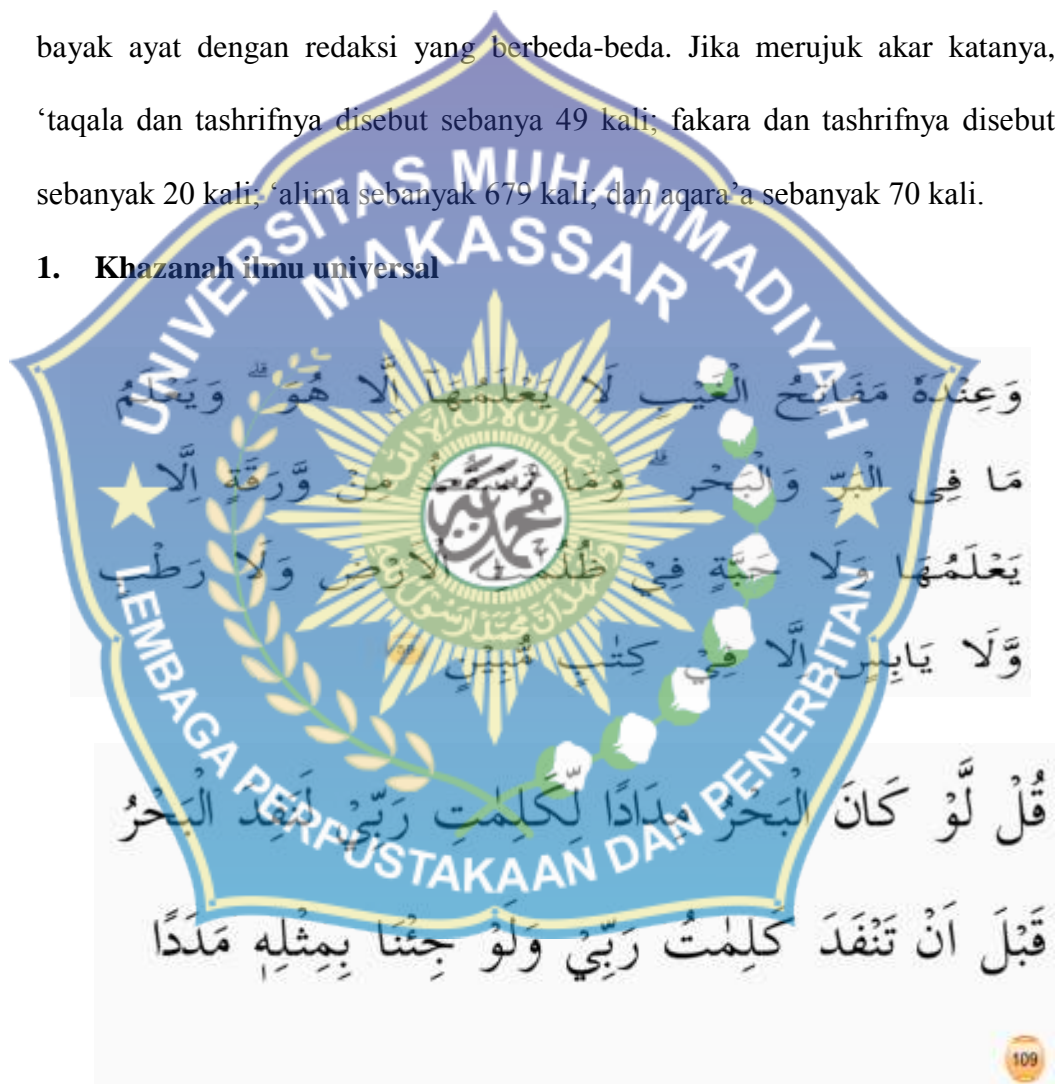 bayak ayat dengan redaksi yang berbeda-beda. Jika merujuk akar katanya,
‘taqala dan tashrifnya disebut sebanya 49 kali; fakara dan tashrifnya disebut
sebanyak 20 kali; ‘alima sebanyak 679 kali; dan aqara’a sebanyak 70 kali.
1. Khazanah ilmu universal
UNIVERSITAS MUHAMMADIYAH
MAKASSAR
وَعِنْدَهٗ مَفَاتِحُ الْغَيْبِ لَا يَعْلَمُهَآ اِلَّا هُوَۗ وَيَعْلَمُ
مَا فِى الْبَرِّ وَالْبَحْرِۗ وَمَا تَسْقُطُ مِنْ وَّرَقَةٍ اِلَّا
يَعْلَمُهَا وَلَا حَبَّةٍ فِيْ ظُلُمٰتِ الْاَرْضِ وَلَا رَطْبٍ
وَّلَا يَابِسٍ اِلَّا فِيْ كِتٰبٍ مُّبِيْنٍ
محمدية
LEMBAGA PERPUSTAKAAN DAN PENERBITAN
قُلْ لَّوْ كَانَ الْبَحْرُ مِدَادًا لِّكَلِمٰتِ رَبِّيْ لَنَفِدَ الْبَحْرُ
قَبْلَ اَنْ تَنْفَدَ كَلِمٰتُ رَبِّيْ وَلَوْ جِئْنَا بِمِثْلِهٖ مَدَدًا
109